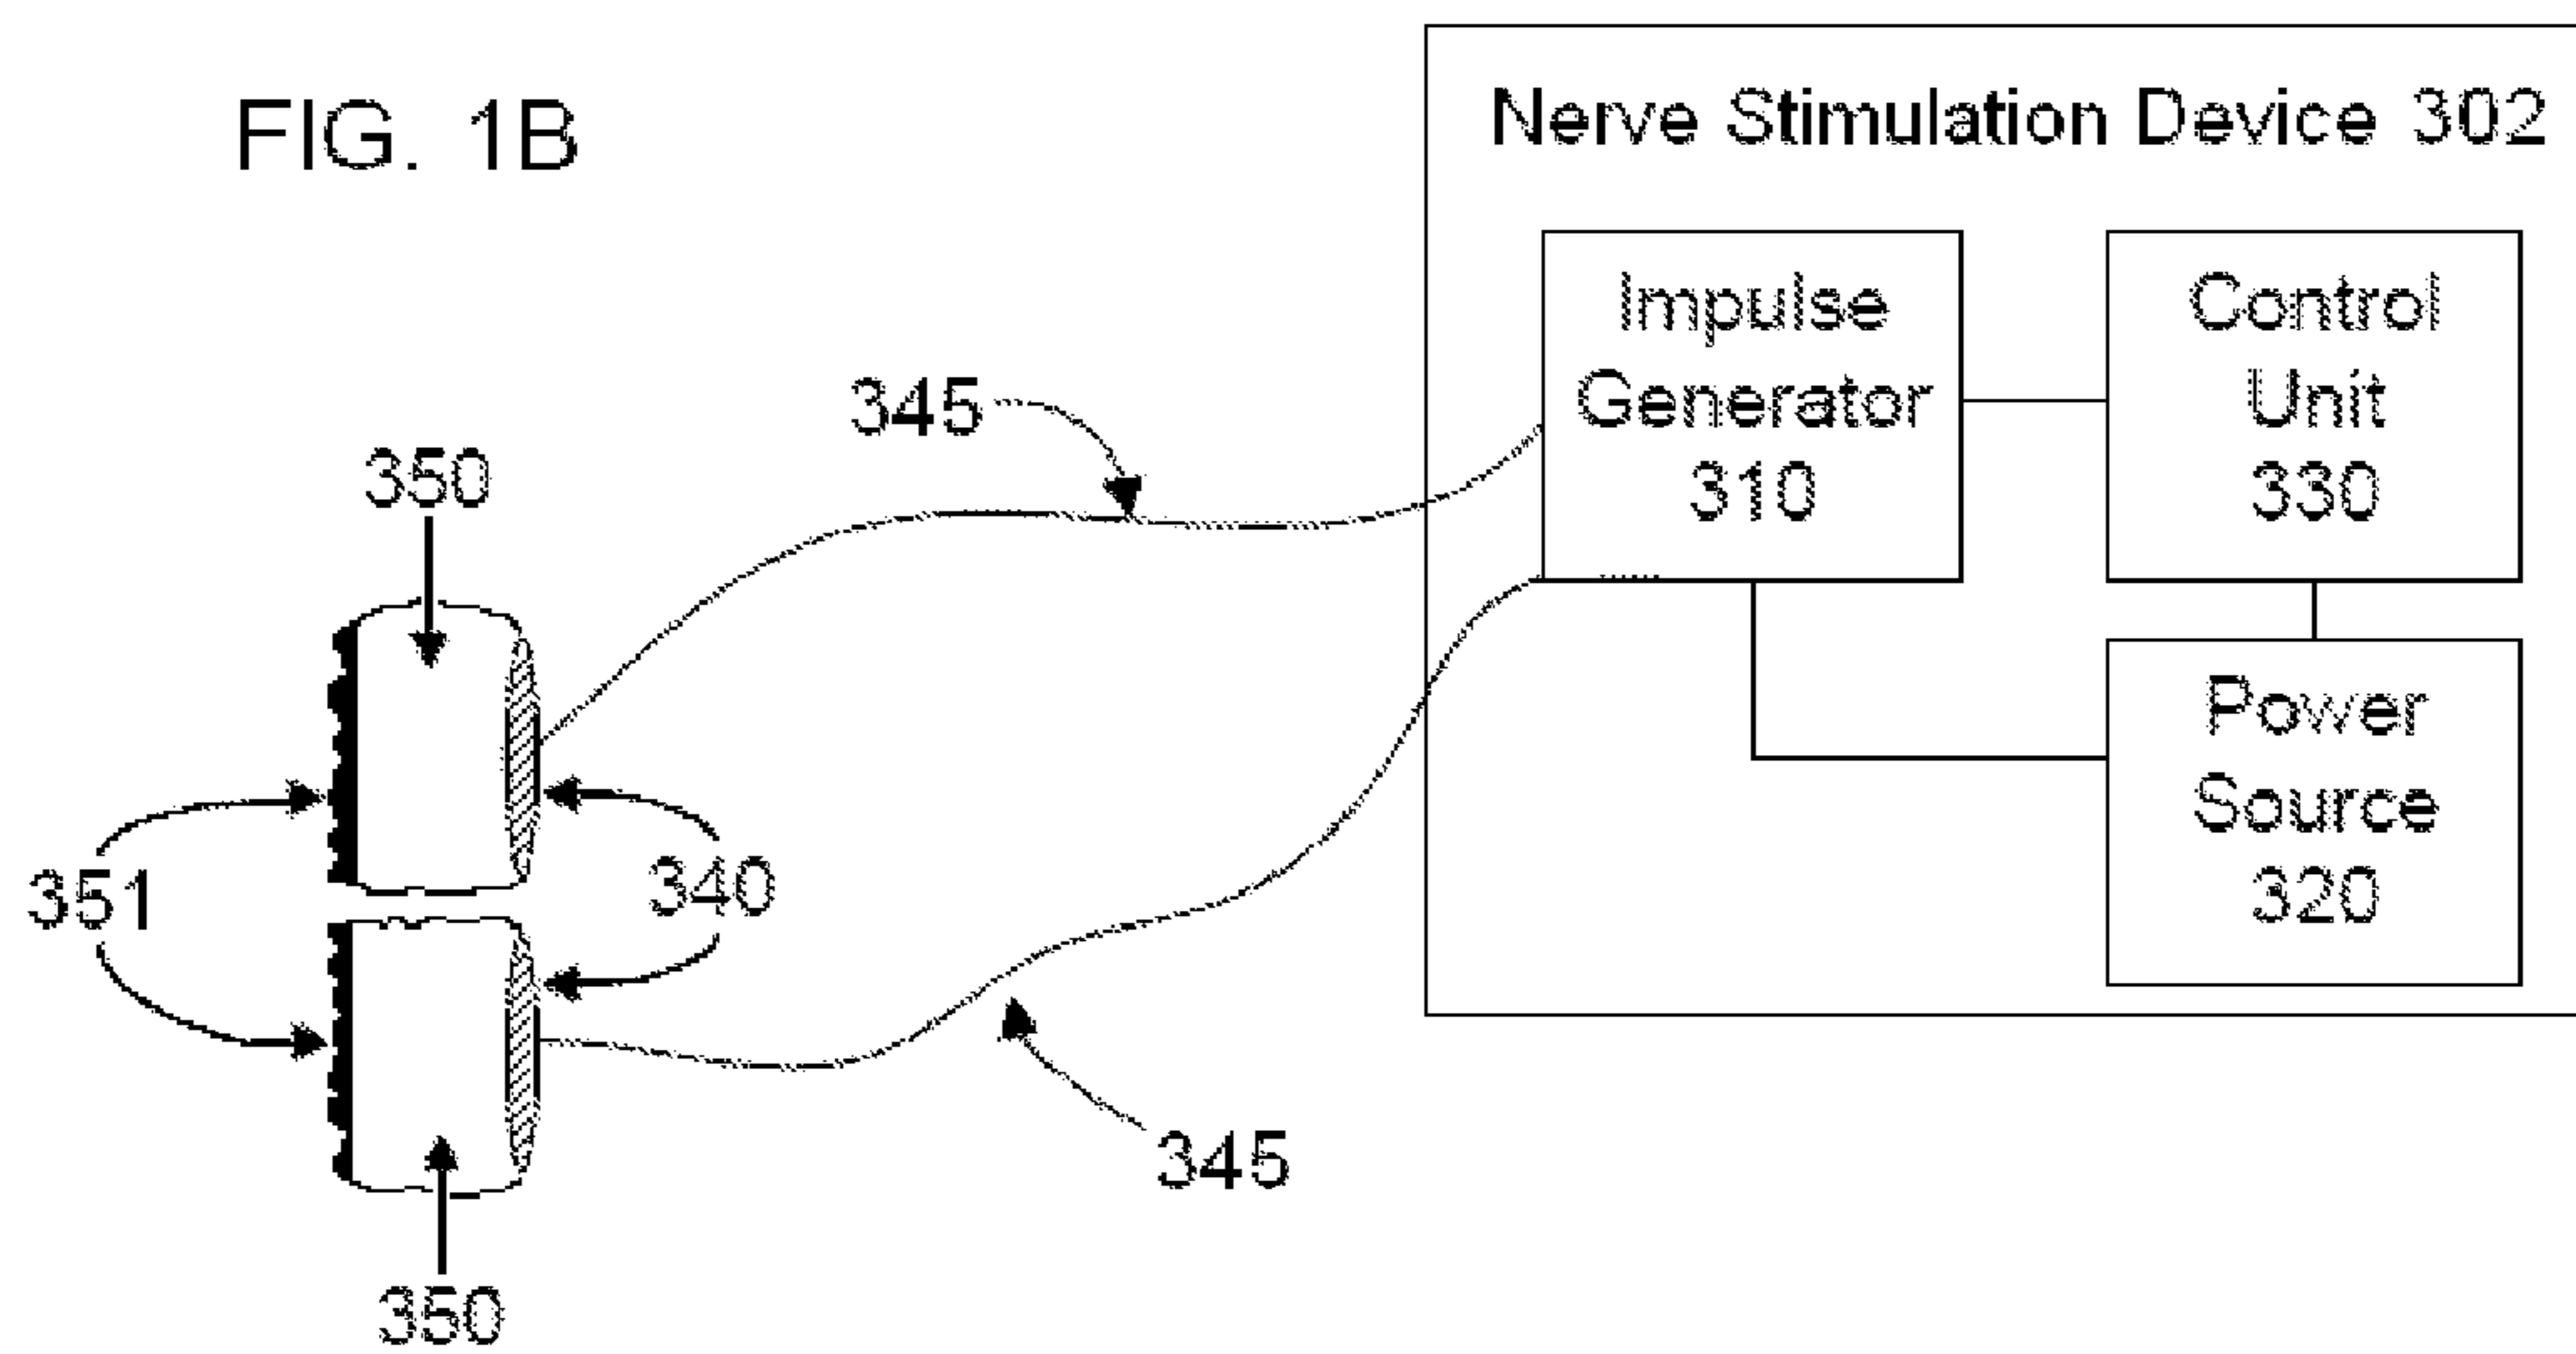 FIG. 1B
Nerve Stimulation Device 302
Impulse
Generator
310
Control
Unit
330
Power
Source
320
345
350
351
340
345
350